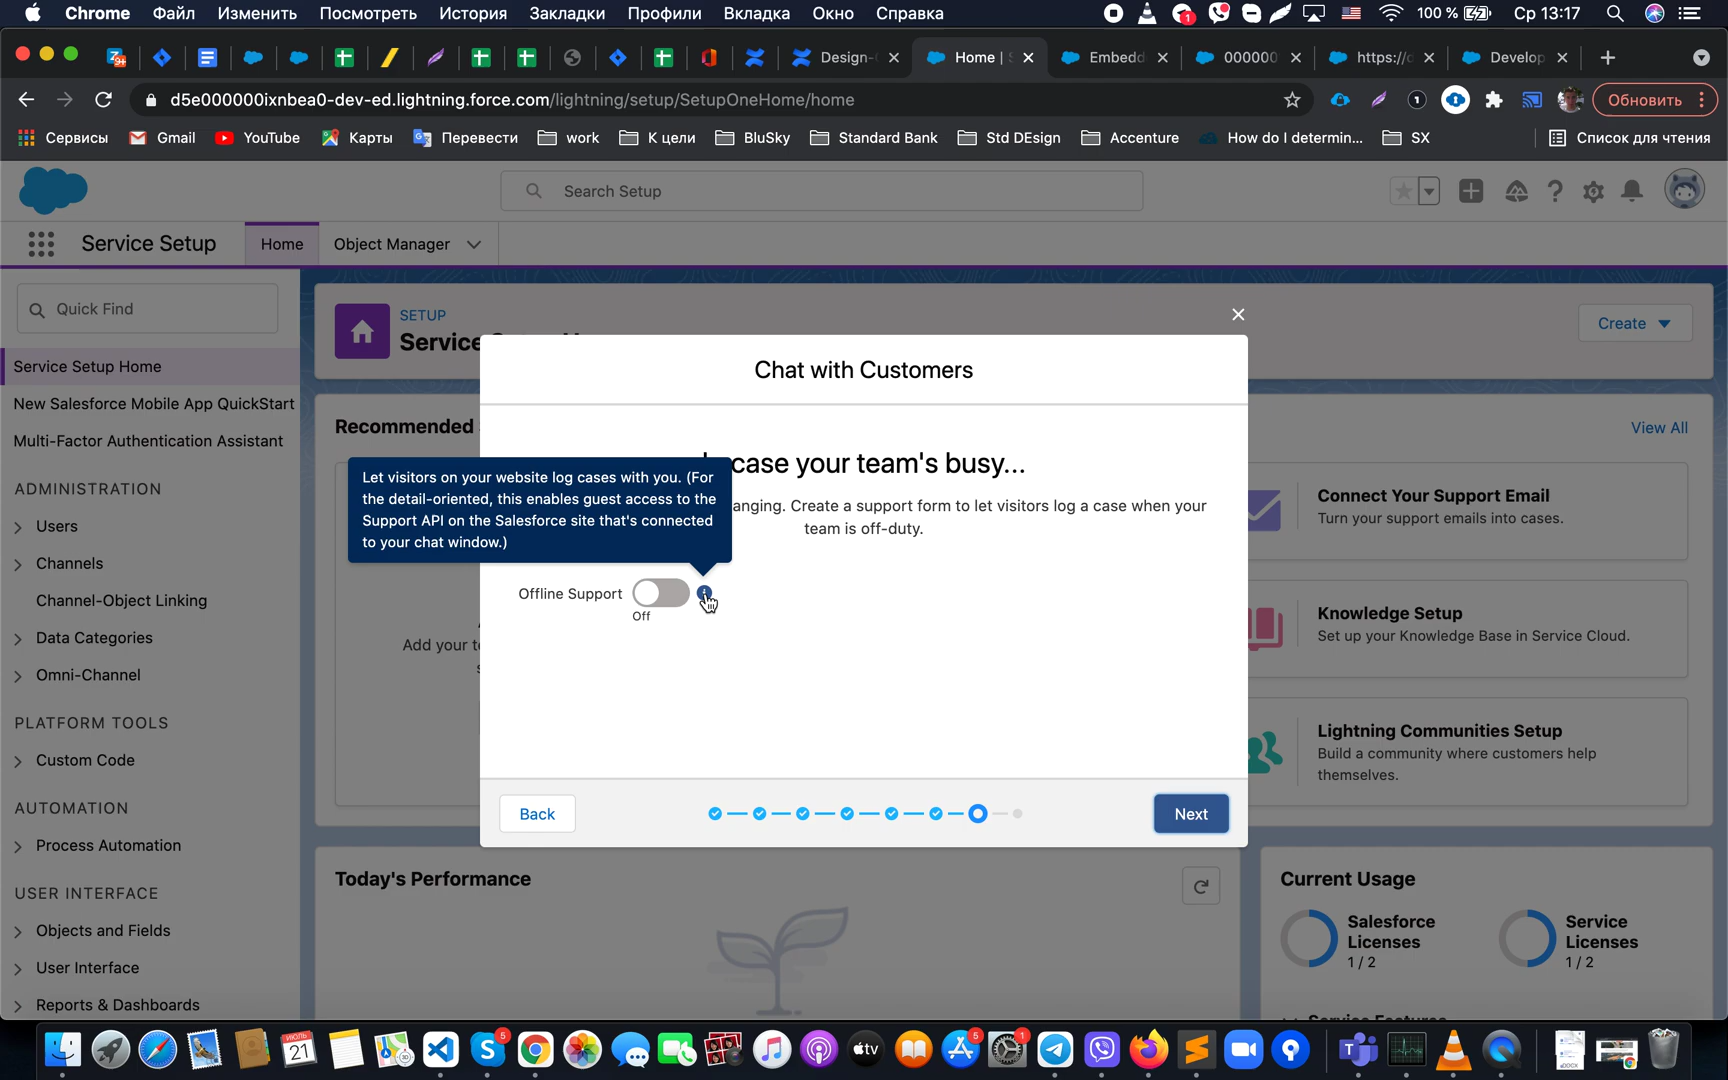 Chrome Файл Изменить Посмотреть История Закладки Профили Вкладка Окно Справка 1 100 % Ср 13:17
9+ Design- Home | S Embedd 000000 https://c Develop
d5e000000ixnbea0-dev-ed.lightning.force.com/lightning/setup/SetupOneHome/home Обновить
Сервисы Gmail YouTube Карты Перевести work К цели BluSky Standard Bank Std DEsign Accenture How do I determin... SX Список для чтения
Search Setup
Service Setup Home Object Manager
Quick Find
SETUP
Service
Create
Service Setup Home
New Salesforce Mobile App QuickStart
Multi-Factor Authentication Assistant
ADMINISTRATION
Users
Channels
Channel-Object Linking
Data Categories
Omni-Channel
PLATFORM TOOLS
Custom Code
AUTOMATION
Process Automation
USER INTERFACE
Objects and Fields
User Interface
Reports & Dashboards
Recommended
View All
Add your
Chat with Customers
case your team's busy...
anging. Create a support form to let visitors log a case when your
team is off-duty.
Let visitors on your website log cases with you. (For
the detail-oriented, this enables guest access to the
Support API on the Salesforce site that's connected
to your chat window.)
Offline Support
Off
Back
Next
Connect Your Support Email
Turn your support emails into cases.
Knowledge Setup
Set up your Knowledge Base in Service Cloud.
Lightning Communities Setup
Build a community where customers help
themselves.
Today's Performance
Current Usage
Salesforce
Licenses
1 / 2
Service
Licenses
1 / 2
ИЮЛЬ
21
5
tv
5
1